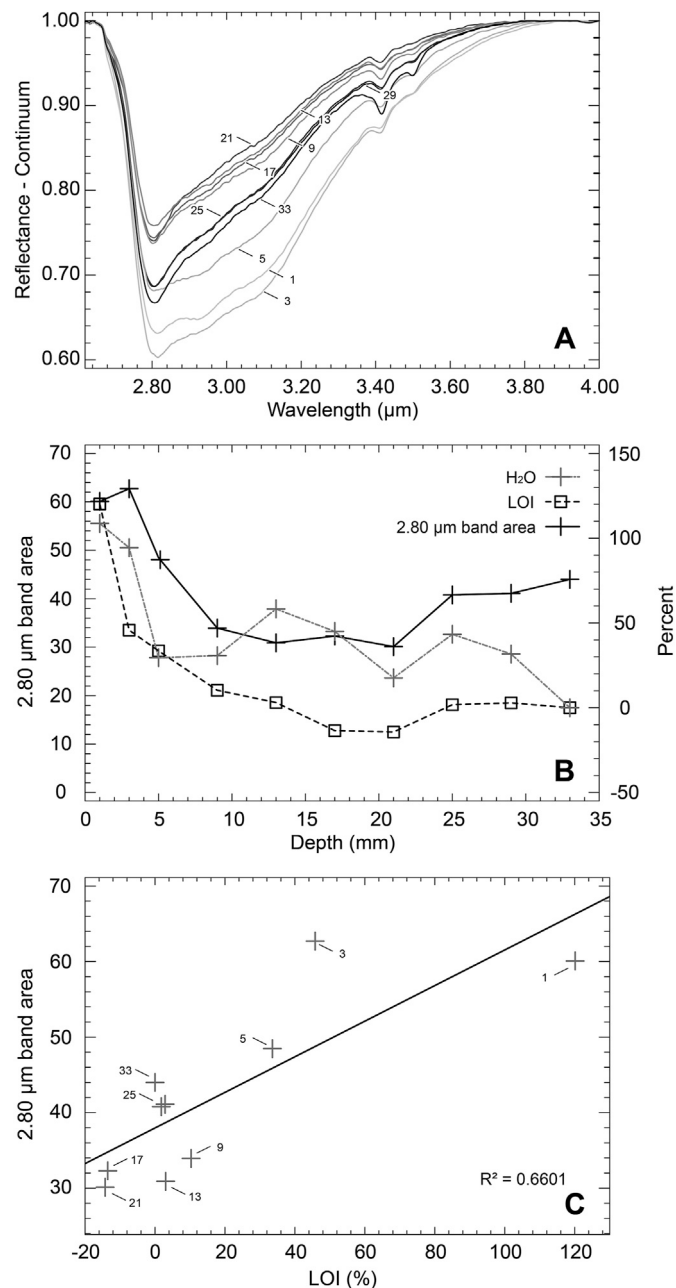 1.00
0.90
0.80
0.70
0.60
Reflectance - Continuum
21
13
29
9
17
25
33
5
1
3
A
2.80 3.00 3.20 3.40 3.60 3.80 4.00
Wavelength (µm)
70
60
50
40
30
20
10
0
2.80 µm band area
150
100
50
0
-50
Percent
H₂O
LOI
2.80 µm band area
B
0 5 10 15 20 25 30 35
Depth (mm)
70
60
50
40
30
2.80 µm band area
3
1
5
33
25
17
9
21
13
R² = 0.6601
C
-20 0 20 40 60 80 100 120
LOI (%)